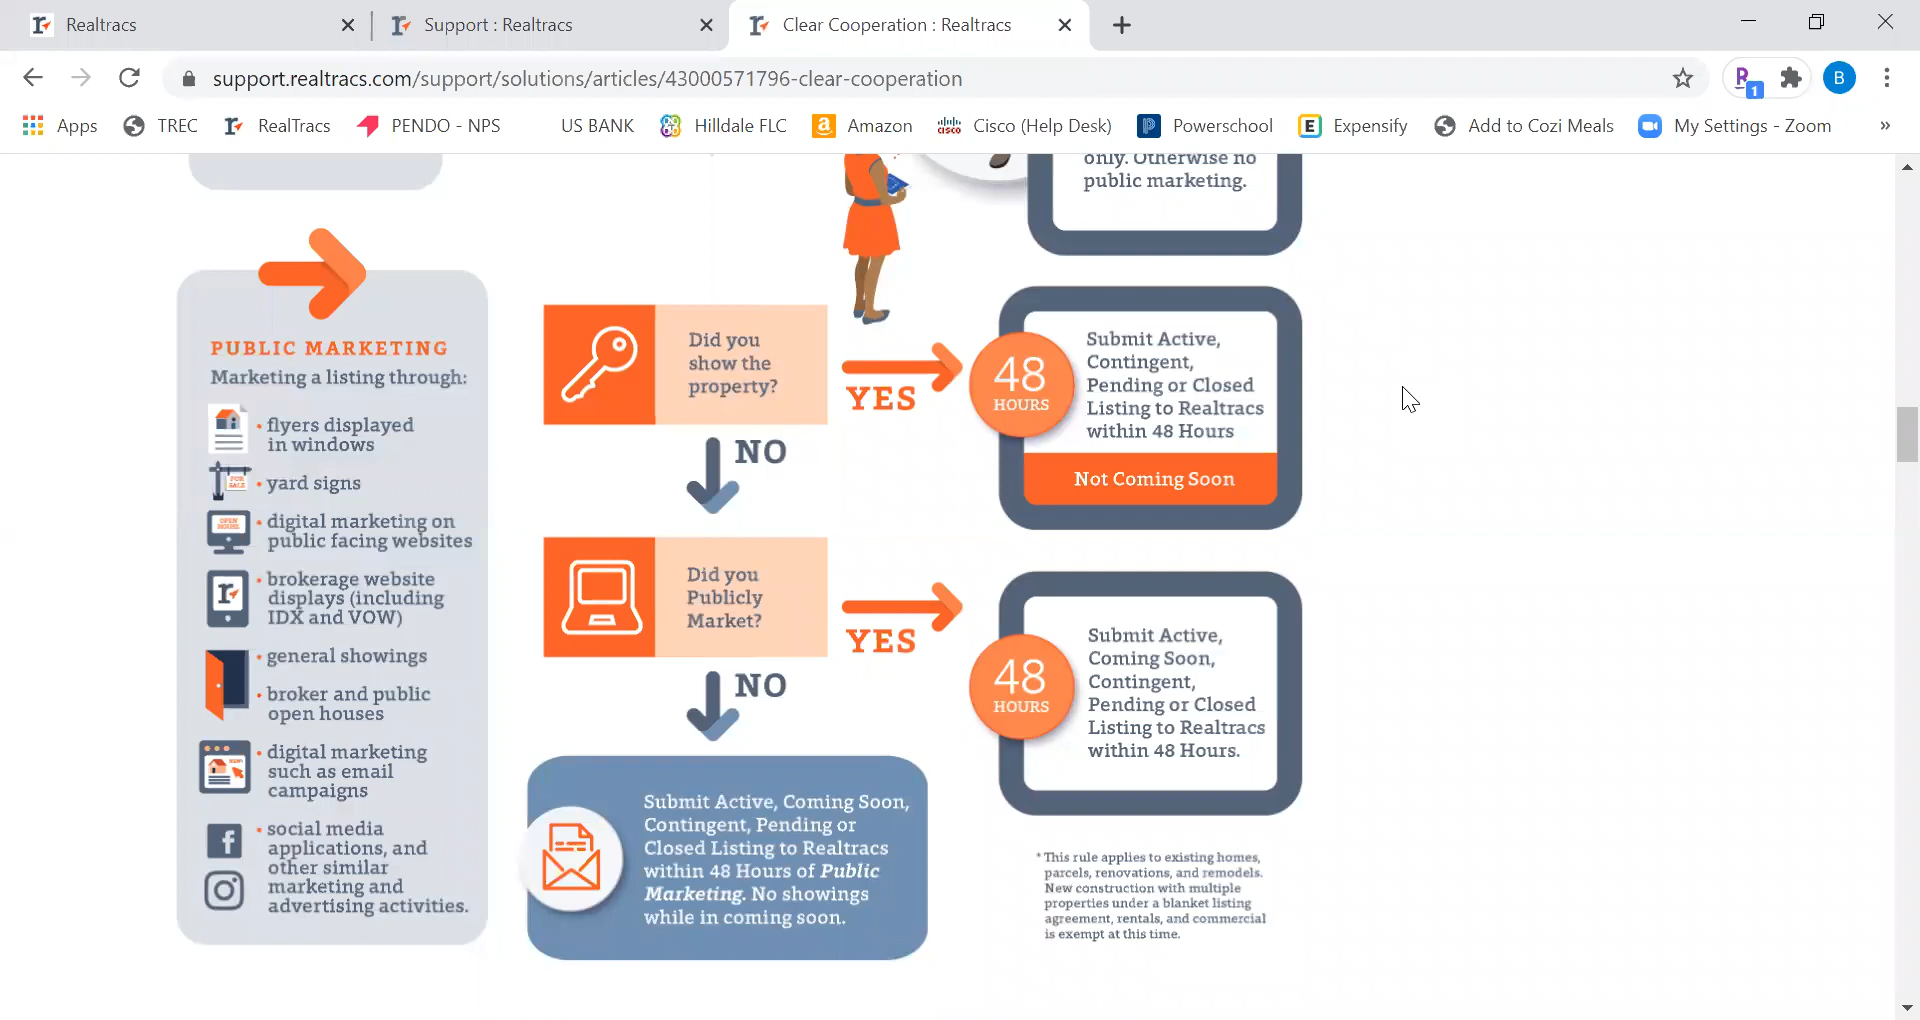 Realtracs
Support : Realtracs
Clear Cooperation : Realtracs
support.realtracs.com/support/solutions/articles/43000571796-clear-cooperation
1
B
Apps
TREC
RealTracs
PENDO - NPS
US BANK
Hilldale FLC
Amazon
Cisco (Help Desk)
Powerschool
Expensify
Add to Cozi Meals
My Settings - Zoom
»
only. Otherwise no
public marketing.
PUBLIC MARKETING
Marketing a listing through:
• flyers displayed
in windows
FOR
SALE
• yard signs
OPEN
HOUSE
• digital marketing on
public facing websites
• brokerage website
displays (including
IDX and VOW)
• general showings
• broker and public
open houses
• digital marketing
such as email
campaigns
• social media
applications, and
other similar
marketing and
advertising activities.
Did you
show the
property?
YES
48
HOURS
Submit Active,
Contingent,
Pending or Closed
Listing to Realtracs
within 48 Hours
Not Coming Soon
NO
Did you
Publicly
Market?
YES
48
HOURS
Submit Active,
Coming Soon,
Contingent,
Pending or Closed
Listing to Realtracs
within 48 Hours.
NO
Submit Active, Coming Soon,
Contingent, Pending or
Closed Listing to Realtracs
within 48 Hours of Public
Marketing. No showings
while in coming soon.
* This rule applies to existing homes,
parcels, renovations, and remodels.
New construction with multiple
properties under a blanket listing
agreement, rentals, and commercial
is exempt at this time.